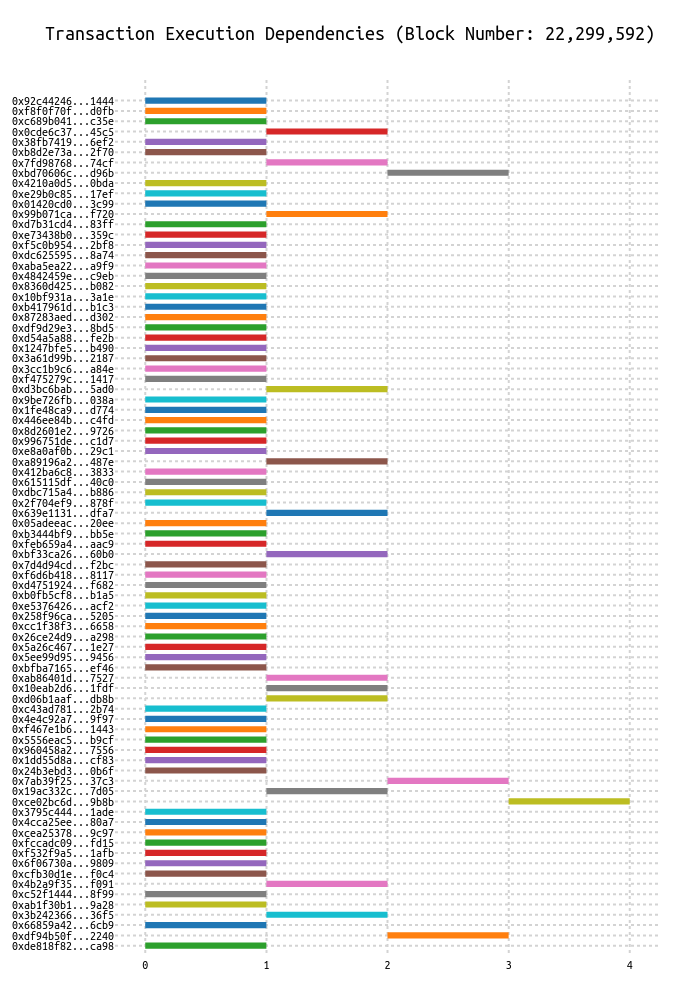 Transaction Execution Dependencies (Block Number: 22,299,592)
0x92c44246...1444
0xf8f0f70f...d0fb
0xc689b041...c35e
0x0cde6c37...45c5
0x38fb7419...6ef2
0xb8d2e73a...2f70
0x7fd98768...74cf
0xbd70606c...d96b
0x4210a0d5...0bda
0xe29b0c85...17ef
0x01420cd0...3c99
0x99b071ca...f720
0xd7b31cd4...83ff
0xe73438b0...359c
0xf5c0b954...2bf8
0xdc625595...8a74
0xaba5ea22...a9f9
0x4842459e...c9eb
0x8360d425...b082
0x10bf931a...3a1e
0xb417961d...b1c3
0x87283aed...d302
0xdf9d29e3...8bd5
0xd54a5a88...fe2b
0x1247bfe5...b490
0x3a61d99b...2187
0x3cc1b9c6...a84e
0xf475279c...1417
0xd3bc6bab...5ad0
0x9be726fb...038a
0x1fe48ca9...d774
0x446ee84b...c4fd
0x8d2601e2...9726
0x996751de...c1d7
0xe8a0af0b...29c1
0xa89196a2...487e
0x412ba6c8...3833
0x615115df...40c0
0xdbc715a4...b886
0x2f704ef9...878f
0x639e1131...dfa7
0x05adeeac...20ee
0xb3444bf9...bb5e
0xfeb659a4...aac9
0xbf33ca26...60b0
0x7d4d94cd...f2bc
0xf6d6b418...8117
0xd4751924...f682
0xb0fb5cf8...b1a5
0xe5376426...acf2
0x258f96ca...5205
0xcc1f38f3...6658
0x26ce24d9...a298
0x5a26c467...1e27
0x5ee99d95...9456
0xbfba7165...ef46
0xab86401d...7527
0x10eab2d6...1fdf
0xd06b1aaf...db8b
0xc43ad781...2b74
0x4e4c92a7...9f97
0xf467e1b6...1443
0x5556eac5...b9cf
0x960458a2...7556
0x1dd55d8a...cf83
0x24b3ebd3...0b6f
0x7ab39f25...37c3
0x19ac332c...7d05
0xce02bc6d...9b8b
0x3795c444...1ade
0x4cca25ee...80a7
0xcea25378...9c97
0xfccadc09...fd15
0xf532f9a5...1afb
0x6f06730a...9809
0xcfb30d1e...f0c4
0x4b2a9f35...f091
0xc52f1444...8f99
0xab1f30b1...9a28
0x3b242366...36f5
0x66859a42...6cb9
0xdf94b50f...2240
0xde818f82...ca98
0 1 2 3 4